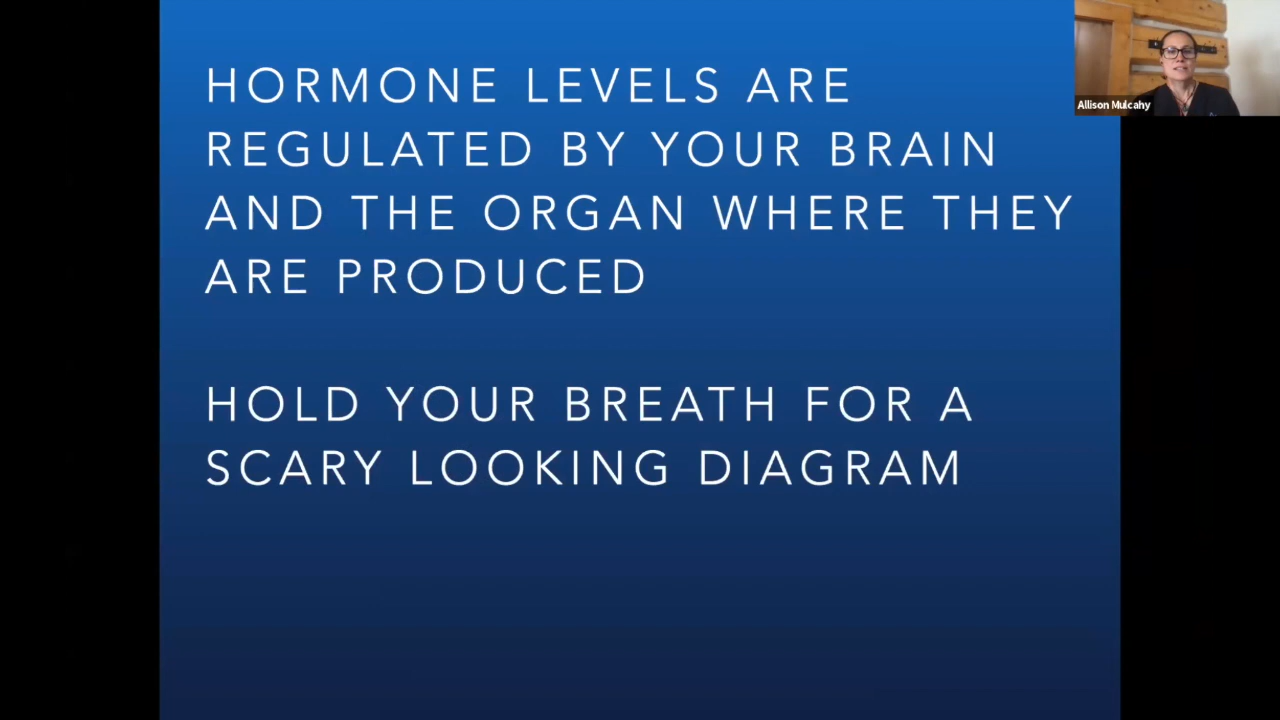 HORMONE LEVELS ARE
REGULATED BY YOUR BRAIN
AND THE ORGAN WHERE THEY
ARE PRODUCED
HOLD YOUR BREATH FOR A
SCARY LOOKING DIAGRAM
Allison Mulcahy